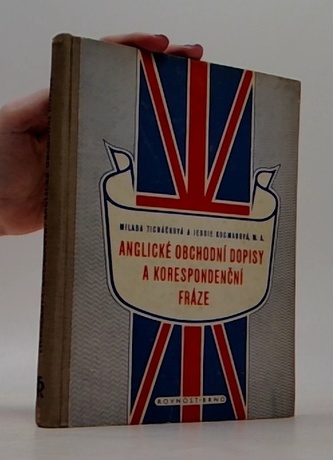 MILADA TICHÁČKOVÁ A JESSIE KOCMANOVÁ, M. A.
ANGLICKÉ OBCHODNÍ DOPISY
A KORESPONDENČNÍ
FRÁZE
ROVNOST-BRNO